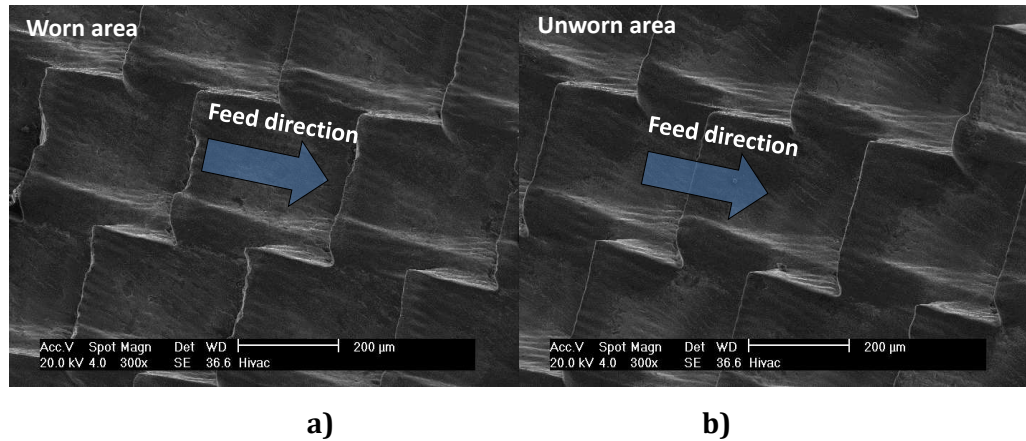 Worn area
Feed direction
Acc.V Spot Magn Det WD 200 µm
20.0 kV 4.0 300x SE 36.6 Hivac
a)
Unworn area
Feed direction
Acc.V Spot Magn Det WD 200 µm
20.0 kV 4.0 300x SE 36.6 Hivac
b)